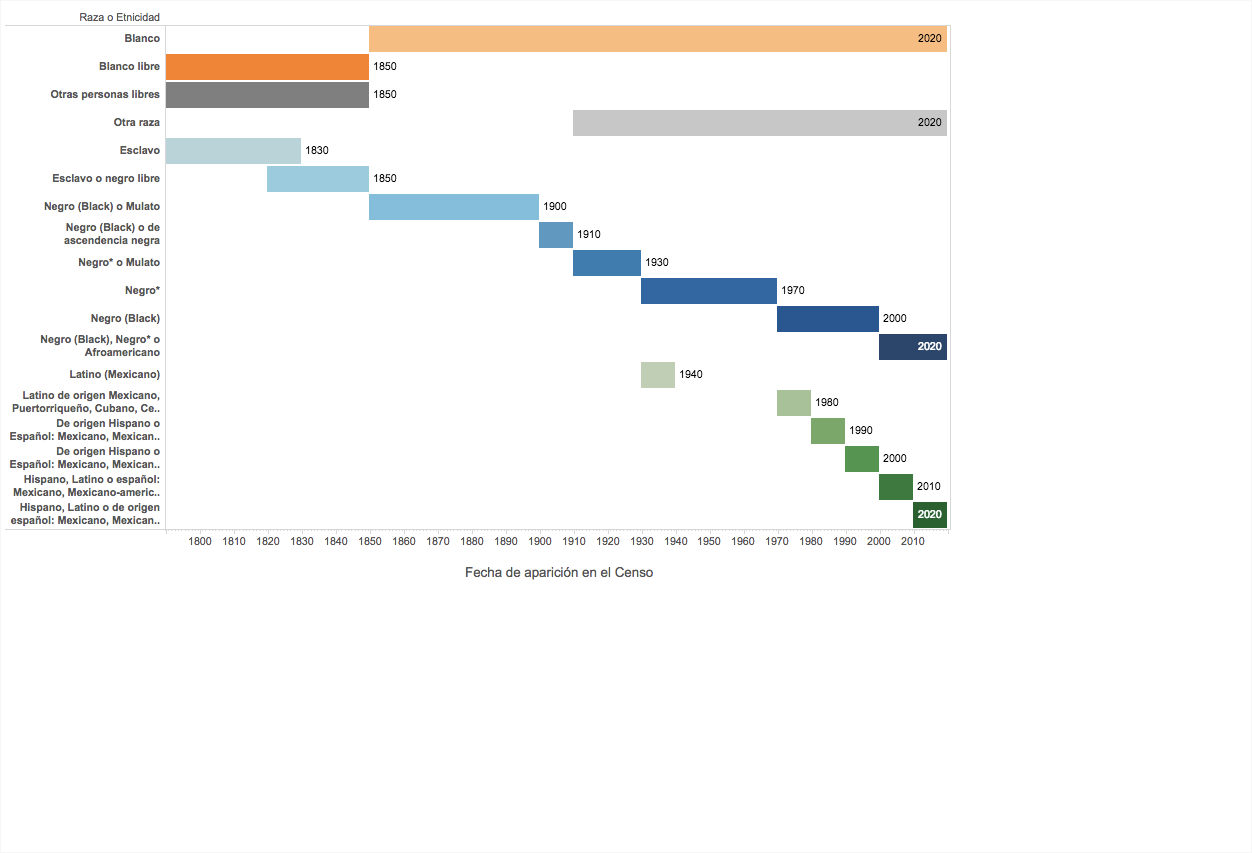 Raza o Etnicidad
Blanco
2020
Blanco libre
1850
Otras personas libres
1850
Otra raza
2020
Esclavo
1830
Esclavo o negro libre
1850
Negro (Black) o Mulato
1900
Negro (Black) o de
ascendencia negra
1910
Negro* o Mulato
1930
Negro*
1970
Negro (Black)
2000
Negro (Black), Negro* o
Afroamericano
2020
Latino (Mexicano)
1940
Latino de origen Mexicano,
Puertorriqueño, Cubano, Ce..
1980
De origen Hispano o
Español: Mexicano, Mexican..
1990
De origen Hispano o
Español: Mexicano, Mexican..
2000
Hispano, Latino o español:
Mexicano, Mexicano-americ..
2010
Hispano, Latino o de origen
español: Mexicano, Mexican..
2020
1800 1810 1820 1830 1840 1850 1860 1870 1880 1890 1900 1910 1920 1930 1940 1950 1960 1970 1980 1990 2000 2010
Fecha de aparición en el Censo